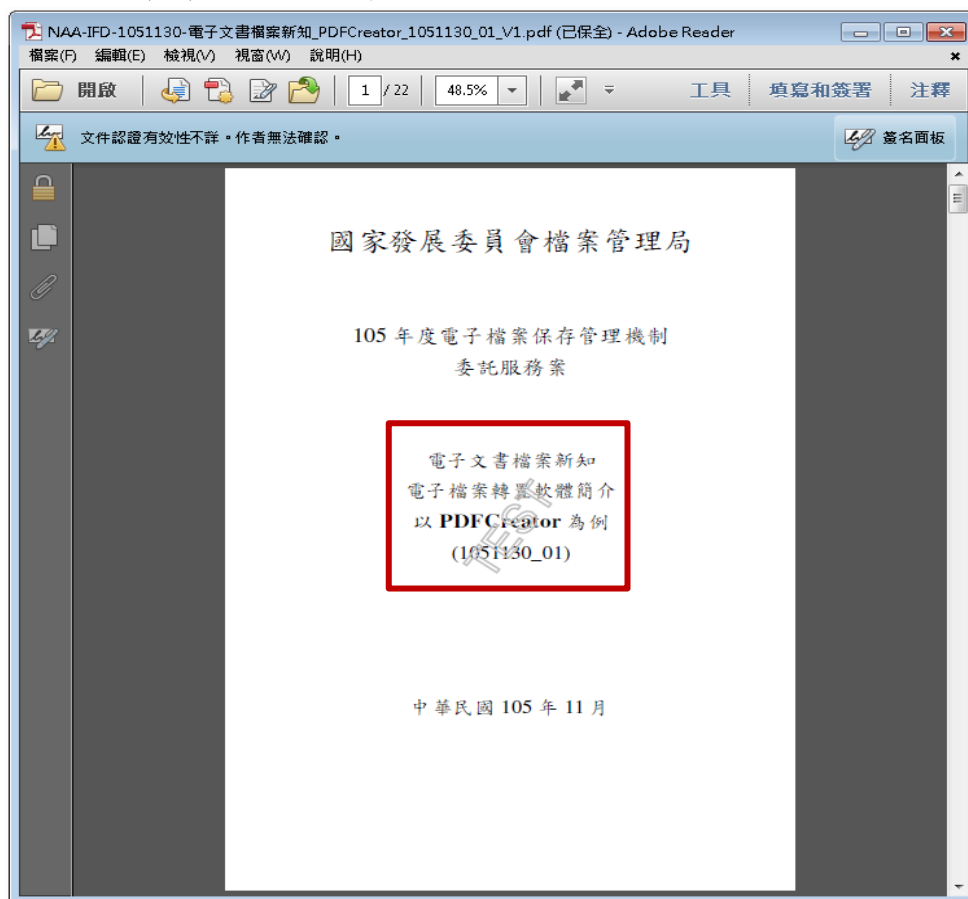 NAA-IFD-1051130-電子文書檔案新知_PDFCreator_1051130_01_V1.pdf (已保全) - Adobe Reader
檔案(F) 編輯(E) 檢視(V) 視窗(W) 說明(H)
開啟 1 / 22 48.5% 工具 填寫和簽署 注釋
文件認證有效性不詳。作者無法確認。 簽名面板
國家發展委員會檔案管理局
105 年度電子檔案保存管理機制
委託服務案
電子文書檔案新知
電子檔案轉置軟體簡介
以 PDFCreator 為例
(1051130_01)
TEST
中華民國 105 年 11 月